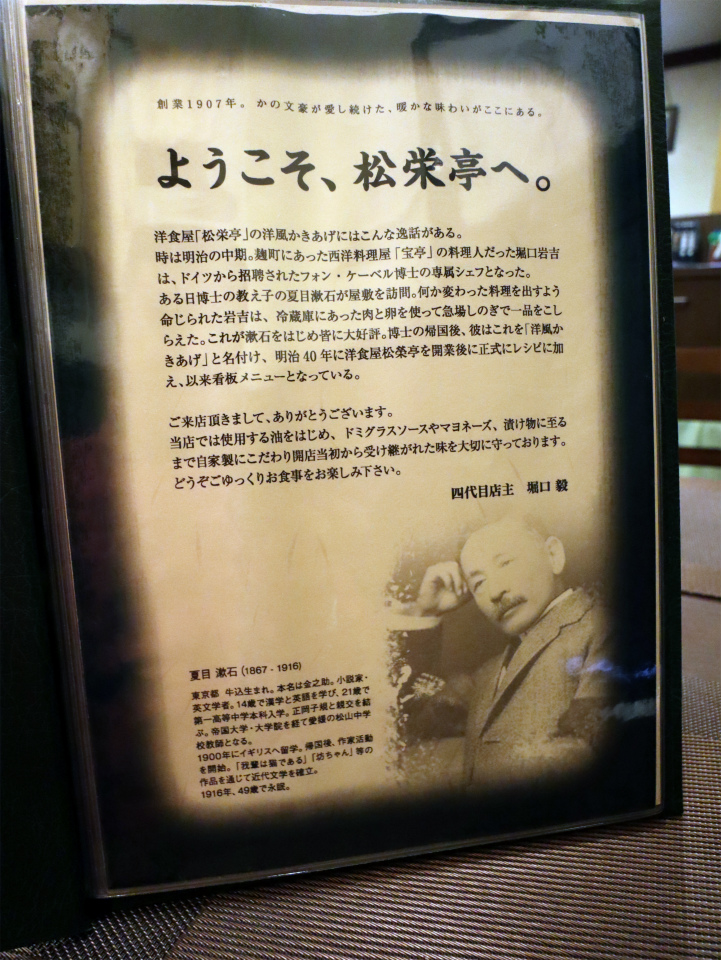 創業1907年。かの文豪が愛し続けた、暖かな味わいがここにある。
ようこそ、松栄亭へ。
洋食屋「松栄亭」の洋風かきあげにはこんな逸話がある。
時は明治の中期。麹町にあった西洋料理屋「宝亭」の料理人だった堀口岩吉
は、ドイツから招聘されたフォン・ケーベル博士の専属シェフとなった。
ある日博士の教え子の夏目漱石が屋敷を訪問。何か変わった料理を出すよう
命じられた岩吉は、冷蔵庫にあった肉と卵を使って急場しのぎで一品をこし
らえた。これが漱石をはじめ皆に大好評。博士の帰国後、彼はこれを「洋風か
きあげ」と名付け、明治40年に洋食屋松榮亭を開業後に正式にレシピに加
え、以来看板メニューとなっている。
ご来店頂きまして、ありがとうございます。
当店では使用する油をはじめ、ドミグラスソースやマヨネーズ、漬け物に至る
まで自家製にこだわり開店当初から受け継がれた味を大切に守っております。
どうぞごゆっくりお食事をお楽しみ下さい。
四代目店主 堀口 毅
夏目 漱石 (1867 - 1916)
東京都 牛込生まれ。本名は金之助。小説家・
英文学者。14歳で漢学と英語を学び、21歳で
第一高等中学本科入学。正岡子規と親交を結
ぶ。帝国大学・大学院を経て愛媛の松山中学
校教師となる。
1900年にイギリスへ留学。帰国後、作家活動
を開始。「我輩は猫である」「坊ちゃん」等の
作品を通じて近代文学を確立。
1916年、49歳で永眠。